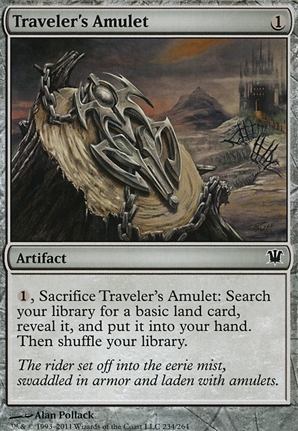 Traveler's Amulet 1
Artifact
1, Sacrifice Traveler's Amulet: Search
your library for a basic land card,
reveal it, and put it into your hand.
Then shuffle your library.
The rider set off into the eerie mist,
swaddled in armor and laden with amulets.
Alan Pollack
™ & © 1993–2011 Wizards of the Coast LLC 234/264